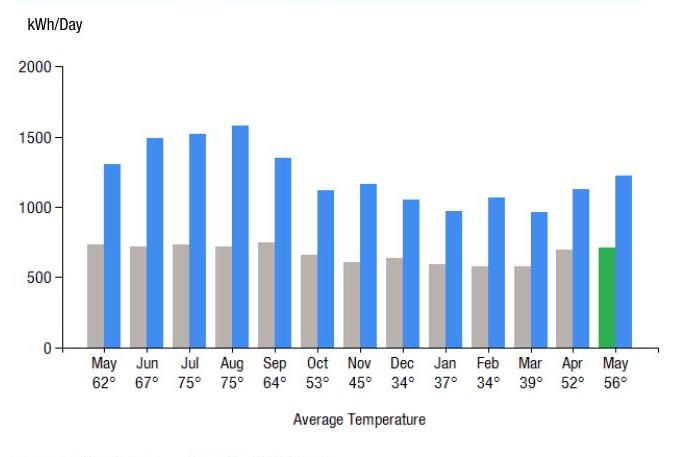 kWh/Day
2000
1500
1000
500
0
May Jun Jul Aug Sep Oct Nov Dec Jan Feb Mar Apr May
62° 67° 75° 75° 64° 53° 45° 34° 37° 34° 39° 52° 56°
Average Temperature